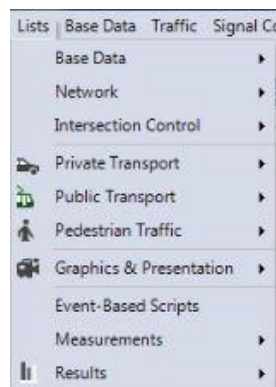 Lists Base Data Traffic Signal Co
Base Data
Network
Intersection Control
Private Transport
Public Transport
Pedestrian Traffic
Graphics & Presentation
Event-Based Scripts
Measurements
Results